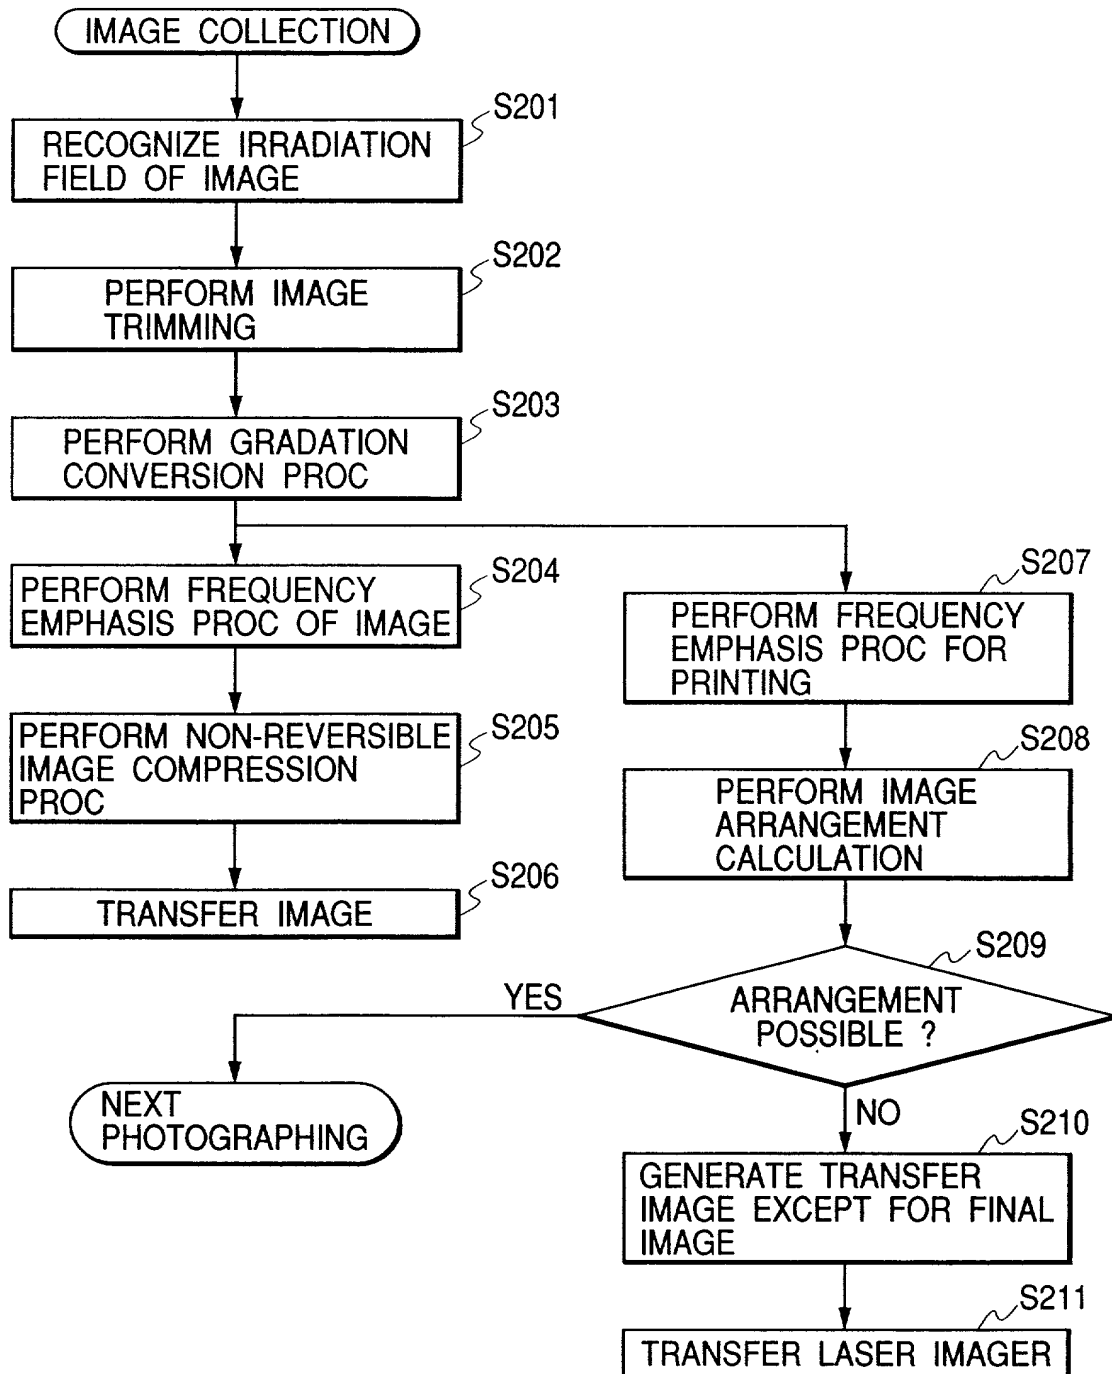 IMAGE COLLECTION
S201
RECOGNIZE IRRADIATION
FIELD OF IMAGE
S202
PERFORM IMAGE
TRIMMING
S203
PERFORM GRADATION
CONVERSION PROC
S204
PERFORM FREQUENCY
EMPHASIS PROC OF IMAGE
S205
PERFORM NON-REVERSIBLE
IMAGE COMPRESSION
PROC
S206
TRANSFER IMAGE
S207
PERFORM FREQUENCY
EMPHASIS PROC FOR
PRINTING
S208
PERFORM IMAGE
ARRANGEMENT
CALCULATION
S209
ARRANGEMENT
POSSIBLE ?
YES
NEXT
PHOTOGRAPHING
NO
S210
GENERATE TRANSFER
IMAGE EXCEPT FOR FINAL
IMAGE
S211
TRANSFER LASER IMAGER